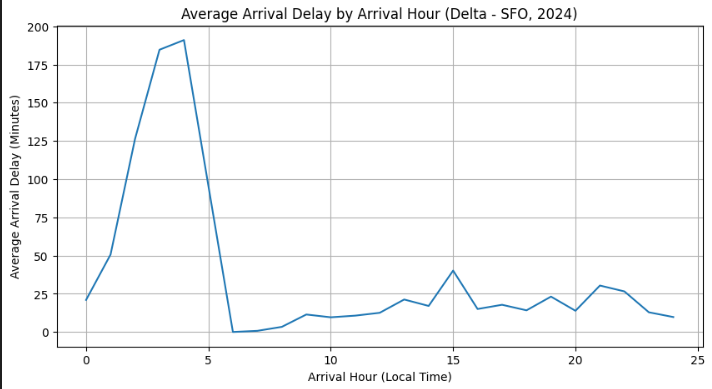 Average Arrival Delay by Arrival Hour (Delta - SFO, 2024)
Average Arrival Delay (Minutes)
200
175
150
125
100
75
50
25
0
0 5 10 15 20 25
Arrival Hour (Local Time)